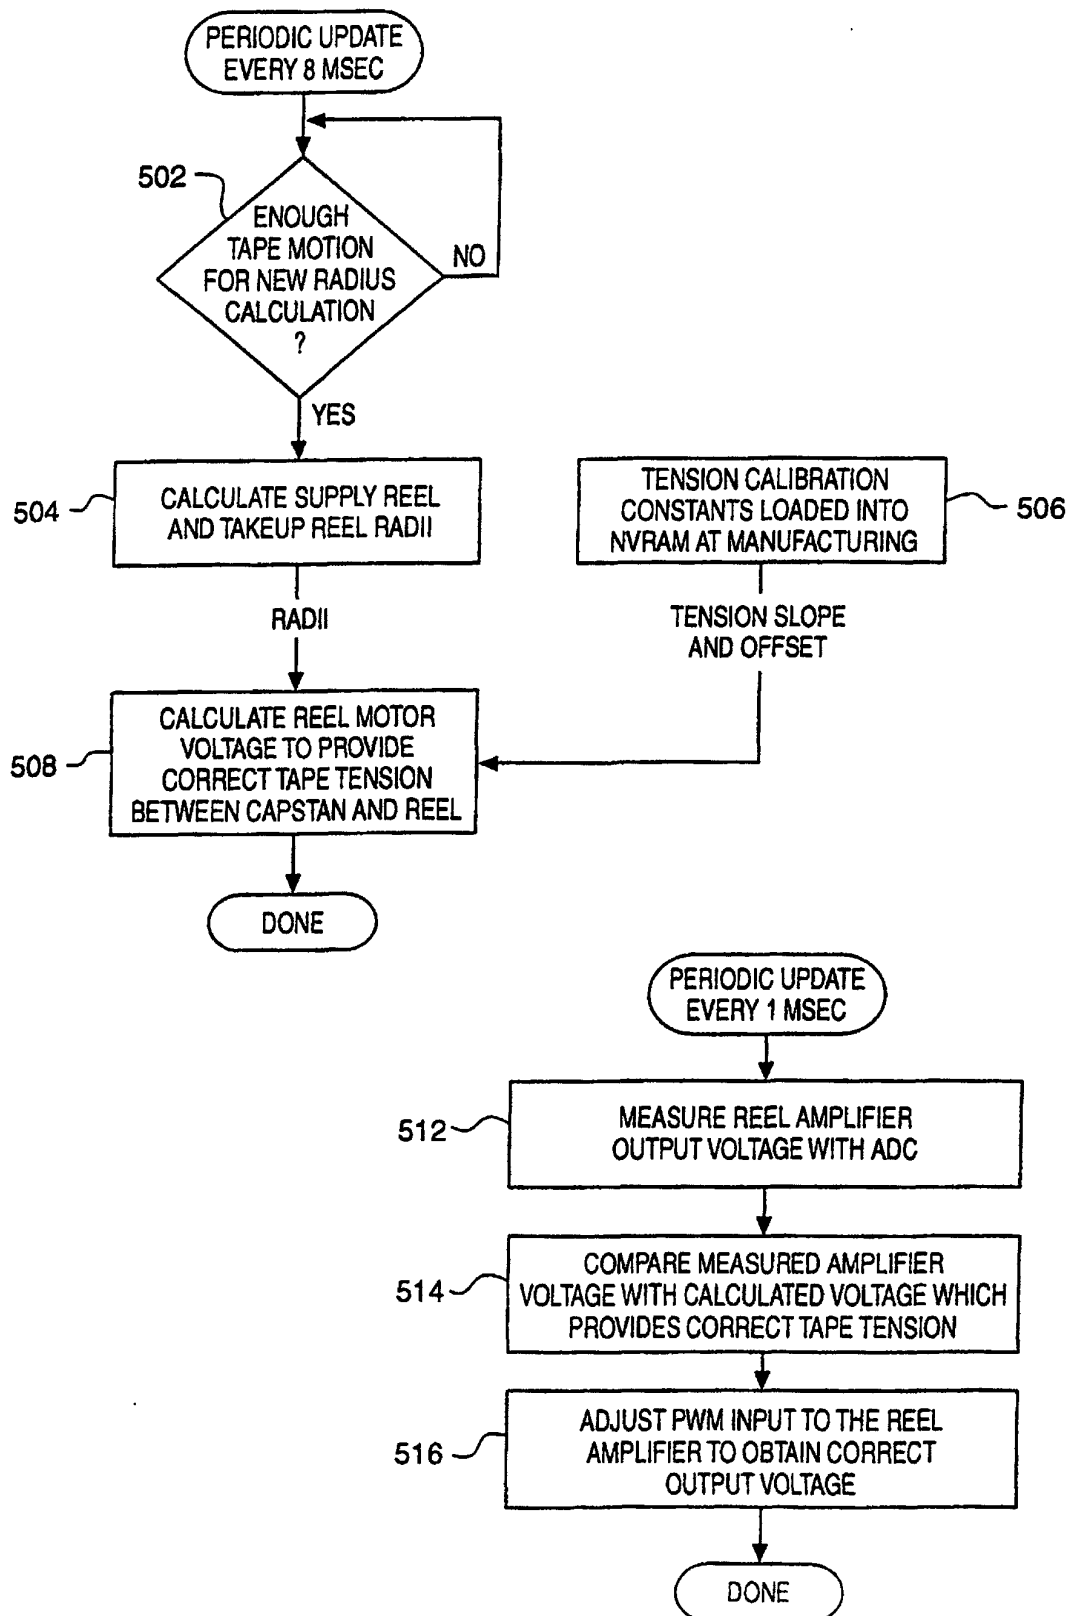 PERIODIC UPDATE
EVERY 8 MSEC
502
ENOUGH
TAPE MOTION
FOR NEW RADIUS
CALCULATION
?
NO
YES
504
CALCULATE SUPPLY REEL
AND TAKEUP REEL RADII
TENSION CALIBRATION
CONSTANTS LOADED INTO
NVRAM AT MANUFACTURING
506
RADII
TENSION SLOPE
AND OFFSET
508
CALCULATE REEL MOTOR
VOLTAGE TO PROVIDE
CORRECT TAPE TENSION
BETWEEN CAPSTAN AND REEL
DONE
PERIODIC UPDATE
EVERY 1 MSEC
512
MEASURE REEL AMPLIFIER
OUTPUT VOLTAGE WITH ADC
514
COMPARE MEASURED AMPLIFIER
VOLTAGE WITH CALCULATED VOLTAGE WHICH
PROVIDES CORRECT TAPE TENSION
516
ADJUST PWM INPUT TO THE REEL
AMPLIFIER TO OBTAIN CORRECT
OUTPUT VOLTAGE
DONE